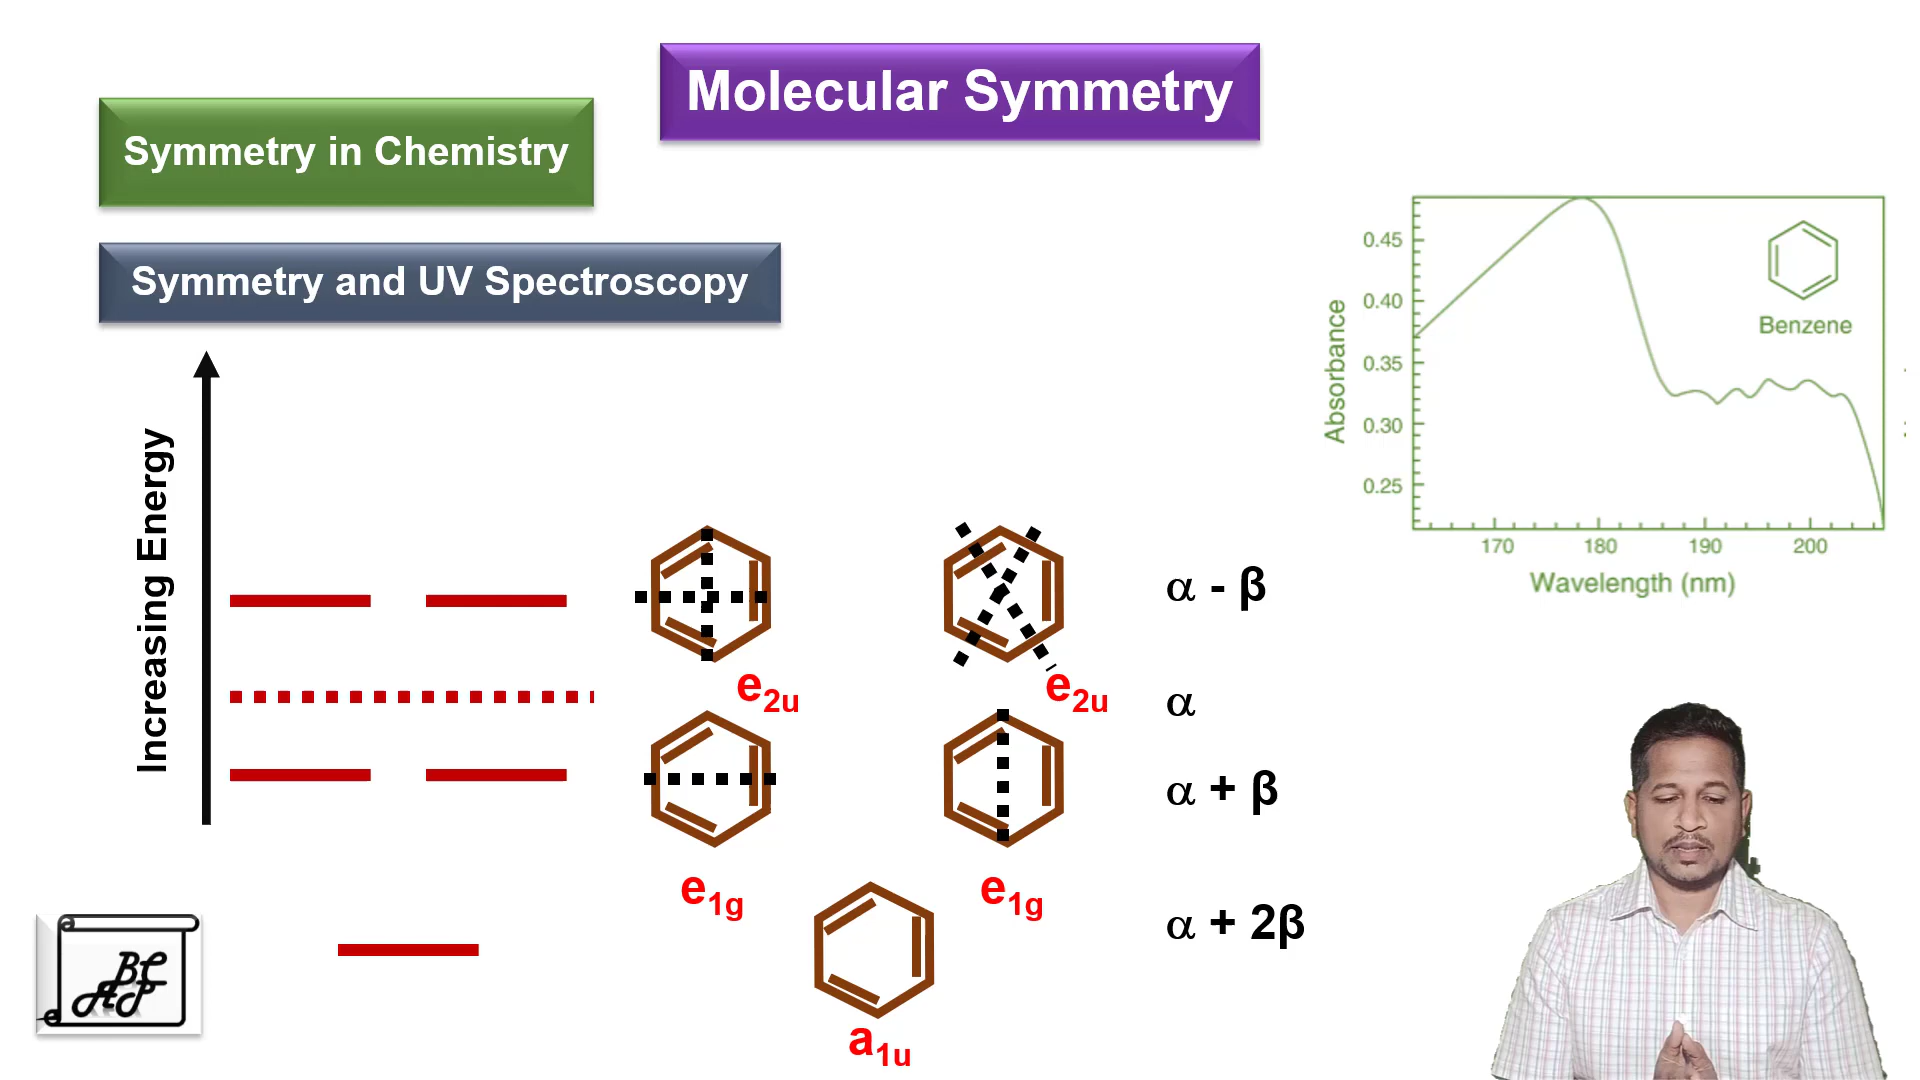 Molecular Symmetry
Symmetry in Chemistry
Symmetry and UV Spectroscopy
Increasing Energy
e2u
e2u
α - β
α
e1g
e1g
α + β
a1u
α + 2β
Benzene
Absorbance
0.45
0.40
0.35
0.30
0.25
170 180 190 200
Wavelength (nm)